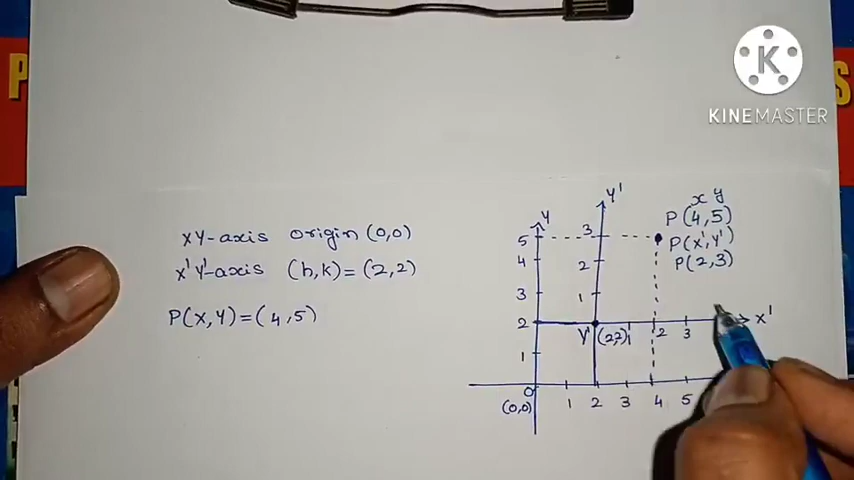 K
KINEMASTER
XY-axis origin (0,0)
x'y'-axis (h,k)=(2,2)
P(X,Y)=(4,5)
Y
Y'
x y
P(4,5)
P(x',Y')
P(2,3)
5
4
3
2
1
3
2
1
Y' (2,2) 1 2 3
x'
0
(0,0)
1 2 3 4 5